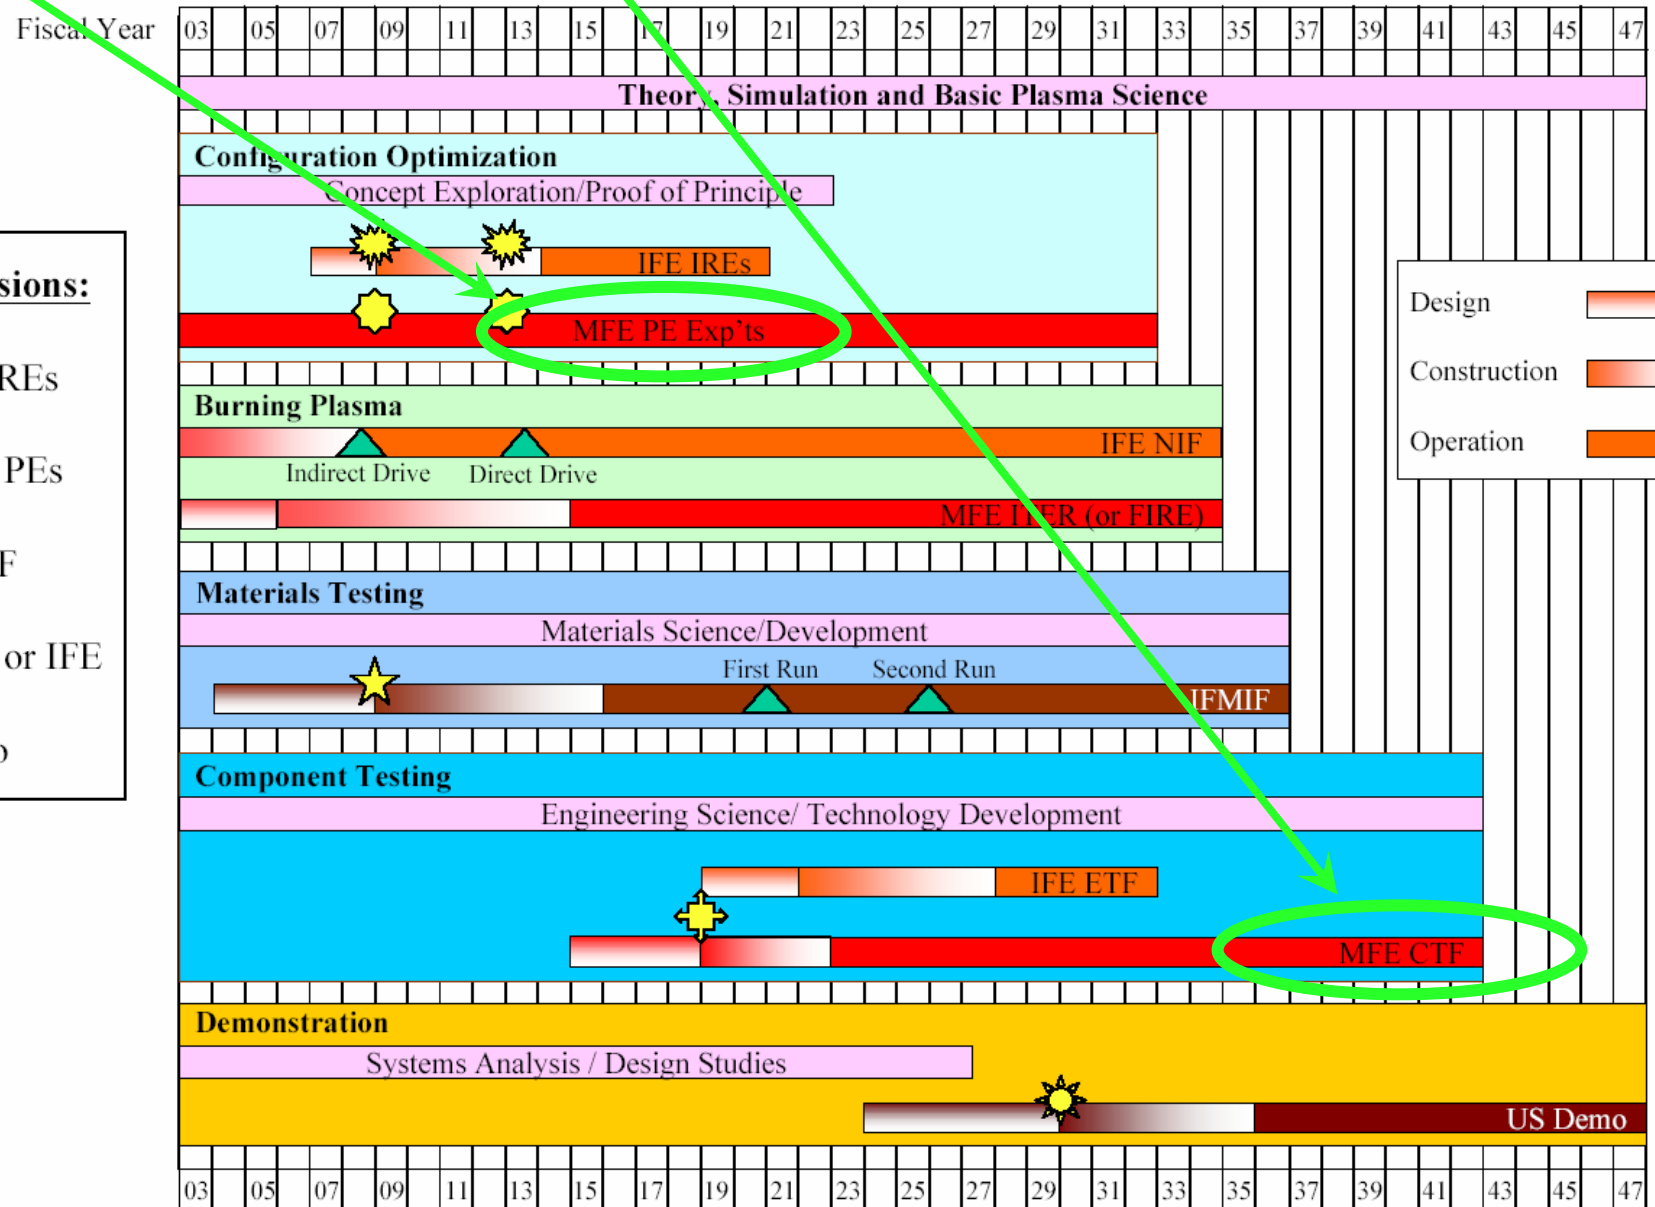 Fiscal Year 03 05 07 09 11 13 15 17 19 21 23 25 27 29 31 33 35 37 39 41 43 45 47
Theory, Simulation and Basic Plasma Science
Configuration Optimization
Concept Exploration/Proof of Principle
IFE IREs
MFE PE Exp'ts
sions:
REs
PEs
F
or IFE
Design
Construction
Operation
Burning Plasma
IFE NIF
Indirect Drive Direct Drive
MFE ITER (or FIRE)
Materials Testing
Materials Science/Development
First Run Second Run
IFMIF
Component Testing
Engineering Science/ Technology Development
IFE ETF
MFE CTF
Demonstration
Systems Analysis / Design Studies
US Demo
03 05 07 09 11 13 15 17 19 21 23 25 27 29 31 33 35 37 39 41 43 45 47